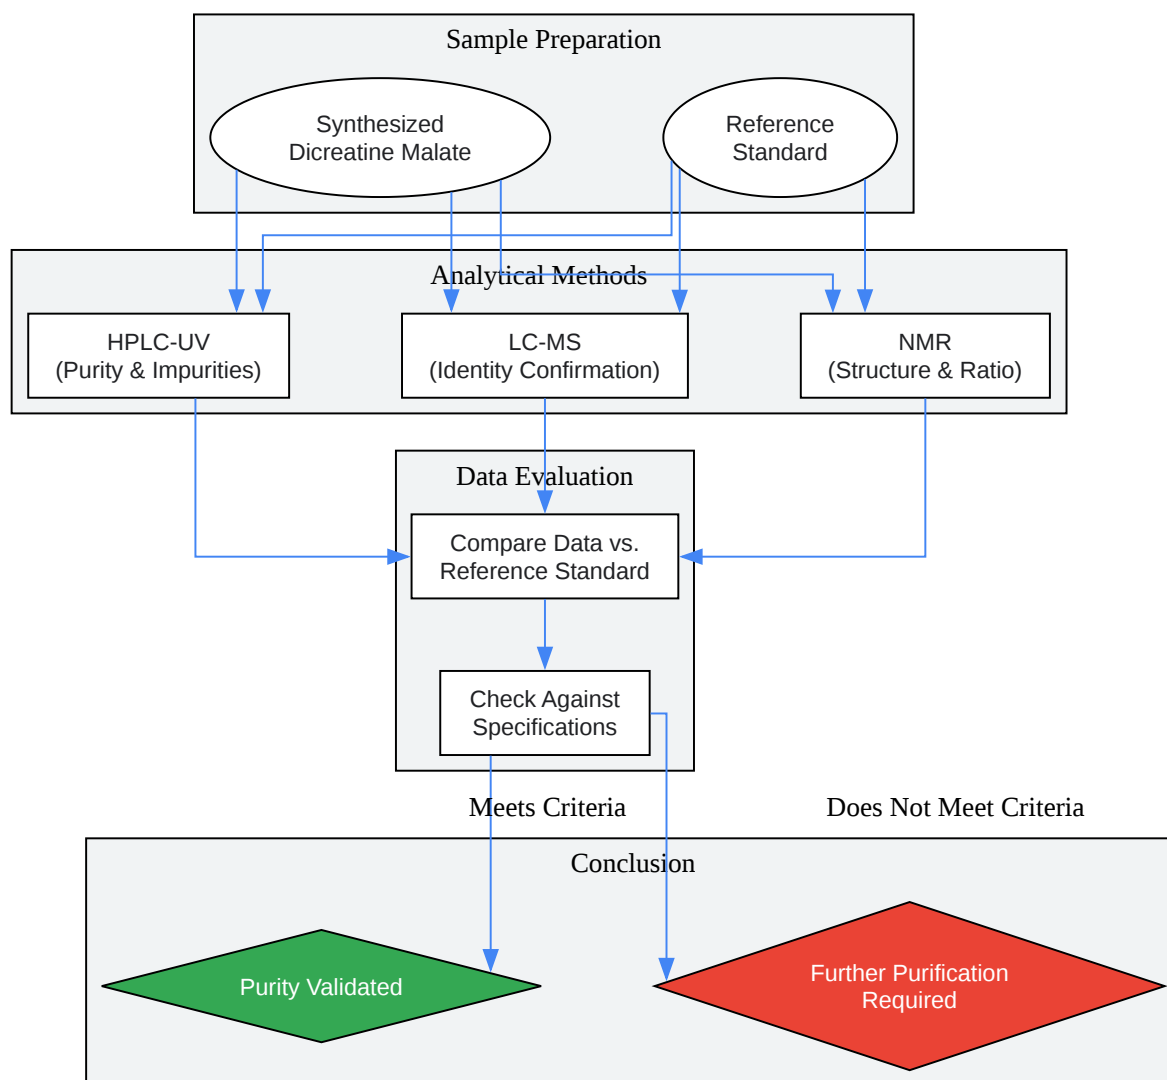 Sample Preparation
Synthesized
Dicreatine Malate
Reference
Standard
Analytical Methods
HPLC-UV
(Purity & Impurities)
LC-MS
(Identity Confirmation)
NMR
(Structure & Ratio)
Data Evaluation
Compare Data vs.
Reference Standard
Check Against
Specifications
Meets Criteria
Does Not Meet Criteria
Conclusion
Purity Validated
Further Purification
Required